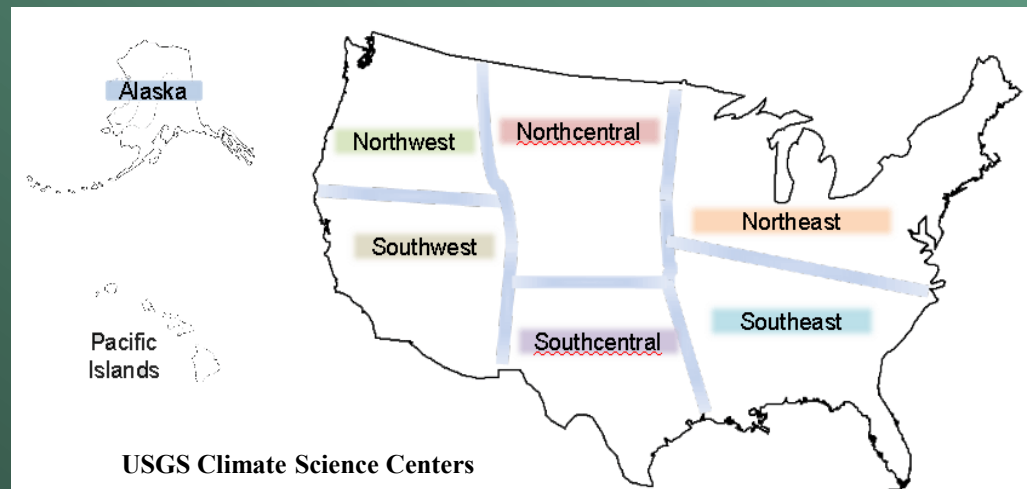 Alaska
Northwest
Northcentral
Southwest
Northeast
Southcentral
Southeast
Pacific
Islands
USGS Climate Science Centers